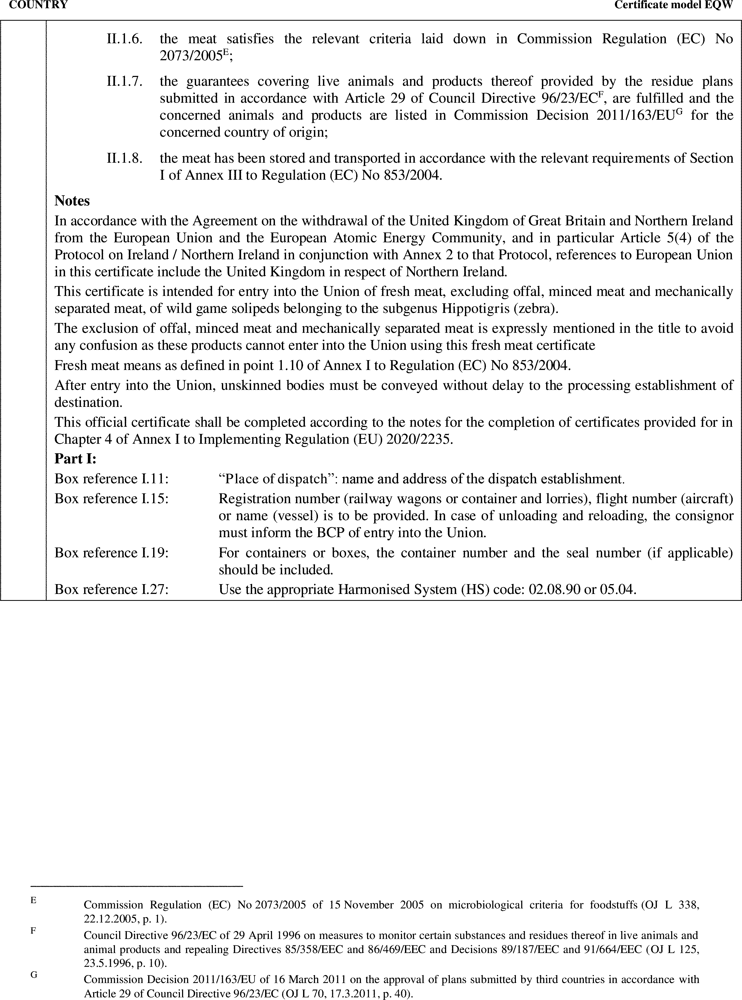 COUNTRY Certificate model EQW
II.1.6. the meat satisfies the relevant criteria laid down in Commission Regulation (EC) No
2073/2005E;
II.1.7. the guarantees covering live animals and products thereof provided by the residue plans
submitted in accordance with Article 29 of Council Directive 96/23/ECF, are fulfilled and the
concerned animals and products are listed in Commission Decision 2011/163/EUG for the
concerned country of origin;
II.1.8. the meat has been stored and transported in accordance with the relevant requirements of Section
I of Annex III to Regulation (EC) No 853/2004.
Notes
In accordance with the Agreement on the withdrawal of the United Kingdom of Great Britain and Northern Ireland
from the European Union and the European Atomic Energy Community, and in particular Article 5(4) of the
Protocol on Ireland / Northern Ireland in conjunction with Annex 2 to that Protocol, references to European Union
in this certificate include the United Kingdom in respect of Northern Ireland.
This certificate is intended for entry into the Union of fresh meat, excluding offal, minced meat and mechanically
separated meat, of wild game solipeds belonging to the subgenus Hippotigris (zebra).
The exclusion of offal, minced meat and mechanically separated meat is expressly mentioned in the title to avoid
any confusion as these products cannot enter into the Union using this fresh meat certificate
Fresh meat means as defined in point 1.10 of Annex I to Regulation (EC) No 853/2004.
After entry into the Union, unskinned bodies must be conveyed without delay to the processing establishment of
destination.
This official certificate shall be completed according to the notes for the completion of certificates provided for in
Chapter 4 of Annex I to Implementing Regulation (EU) 2020/2235.
Part I:
Box reference I.11: “Place of dispatch”: name and address of the dispatch establishment.
Box reference I.15: Registration number (railway wagons or container and lorries), flight number (aircraft)
or name (vessel) is to be provided. In case of unloading and reloading, the consignor
must inform the BCP of entry into the Union.
Box reference I.19: For containers or boxes, the container number and the seal number (if applicable)
should be included.
Box reference I.27: Use the appropriate Harmonised System (HS) code: 02.08.90 or 05.04.
E Commission Regulation (EC) No 2073/2005 of 15 November 2005 on microbiological criteria for foodstuffs (OJ L 338,
22.12.2005, p. 1).
F Council Directive 96/23/EC of 29 April 1996 on measures to monitor certain substances and residues thereof in live animals and
animal products and repealing Directives 85/358/EEC and 86/469/EEC and Decisions 89/187/EEC and 91/664/EEC (OJ L 125,
23.5.1996, p. 10).
G Commission Decision 2011/163/EU of 16 March 2011 on the approval of plans submitted by third countries in accordance with
Article 29 of Council Directive 96/23/EC (OJ L 70, 17.3.2011, p. 40).